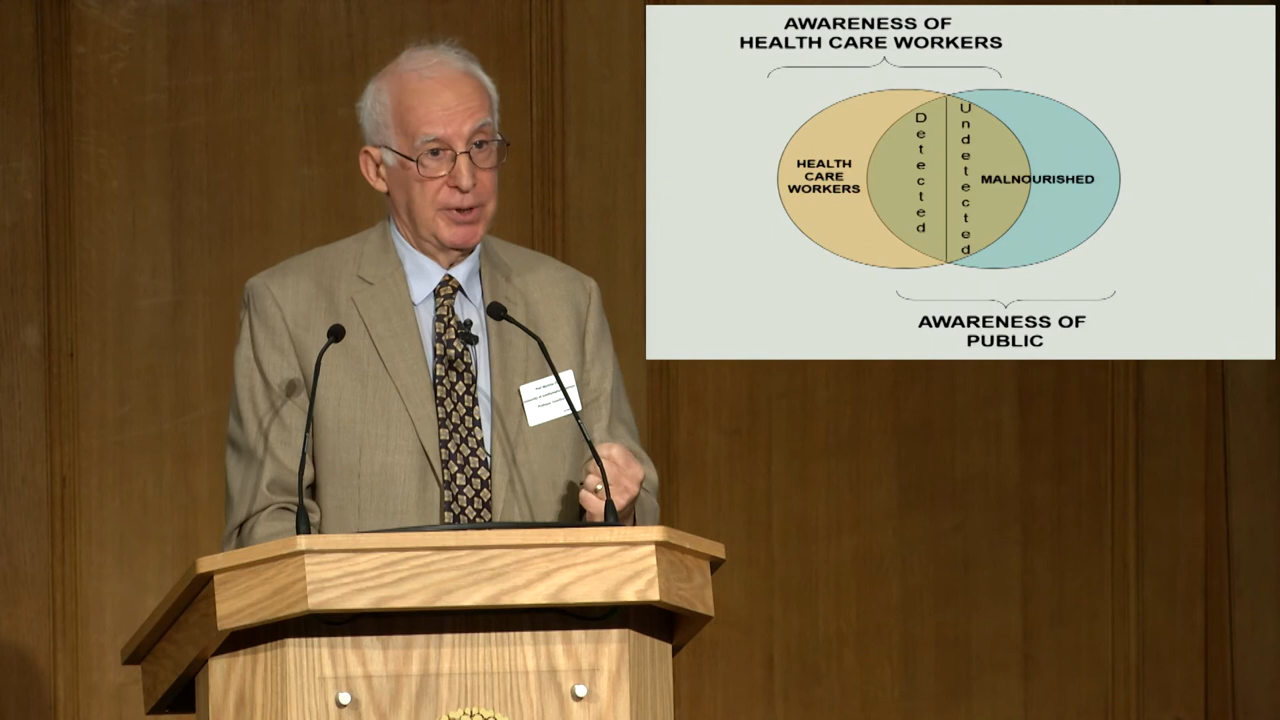 AWARENESS OF
HEALTH CARE WORKERS
Detected
Undetected
HEALTH
CARE
WORKERS
MALNOURISHED
AWARENESS OF
PUBLIC